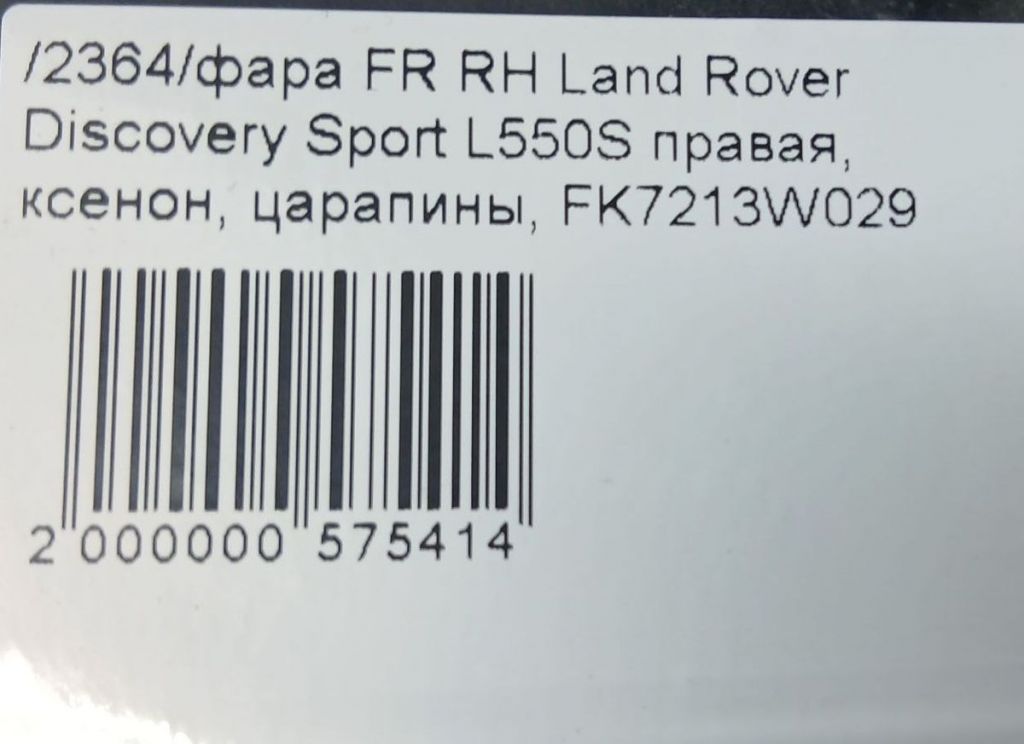 /2364/фара FR RH Land Rover
Discovery Sport L550S правая,
ксенон, царапины, FK7213W029
2 000000 575414